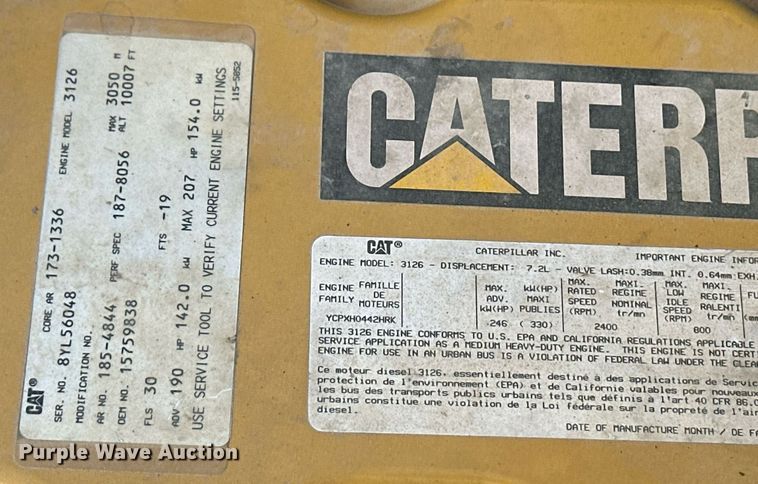 CAT®
SER. NO. 8YL56048 CORE AR 173-1336 ENGINE MODEL 3126
MODIFICATION NO.
AR NO. 185-4844 PERF SPEC 187-8056 MAX ALT 3050 M 10007 FT
OEM NO. 15759838
FLS 30 FTS -19
ADV 190 HP 142.0 kW MAX 207 HP 154.0 kW
USE SERVICE TOOL TO VERIFY CURRENT ENGINE SETTINGS
115-5852
CATERP
CAT® CATERPILLAR INC. IMPORTANT ENGINE INFOR
ENGINE MODEL: 3126 - DISPLACEMENT: 7.2L - VALVE LASH:0.38mm INT. 0.64mm EXH.
ENGINE FAMILY FAMILLE DE MOTEURS MAX. ADV. kW(HP) kW(HP) MAXI PUBLIES MAX. RATED SPEED (RPM) MAXI. REGIME NOMINAL tr/mn MAX. LOW IDLE SPEED (RPM) MAXI. REGIME RALENTI tr/mn FU
YCPXH0442HRK 246 ( 330) 2400 800
THIS 3126 ENGINE CONFORMS TO U.S. EPA AND CALIFORNIA REGULATIONS APPLICABLE
SERVICE APPLICATION AS A MEDIUM HEAVY-DUTY ENGINE. THIS ENGINE IS NOT CERT
ENGINE FOR USE IN AN URBAN BUS IS A VIOLATION OF FEDERAL LAW UNDER THE CLEA
Ce moteur diesel 3126, essentiellement destiné à des applications de Servic
protection de l'environnement (EPA) et de California valables pour nouveaux
les bus des transports publics urbains tels que définis à l'art 40 CFR 86.0
urbains constitue une violation de la Loi fédérale sur la propreté de l'air
diesel.
DATE OF MANUFACTURE MONTH / DE FA
Purple Wave Auction